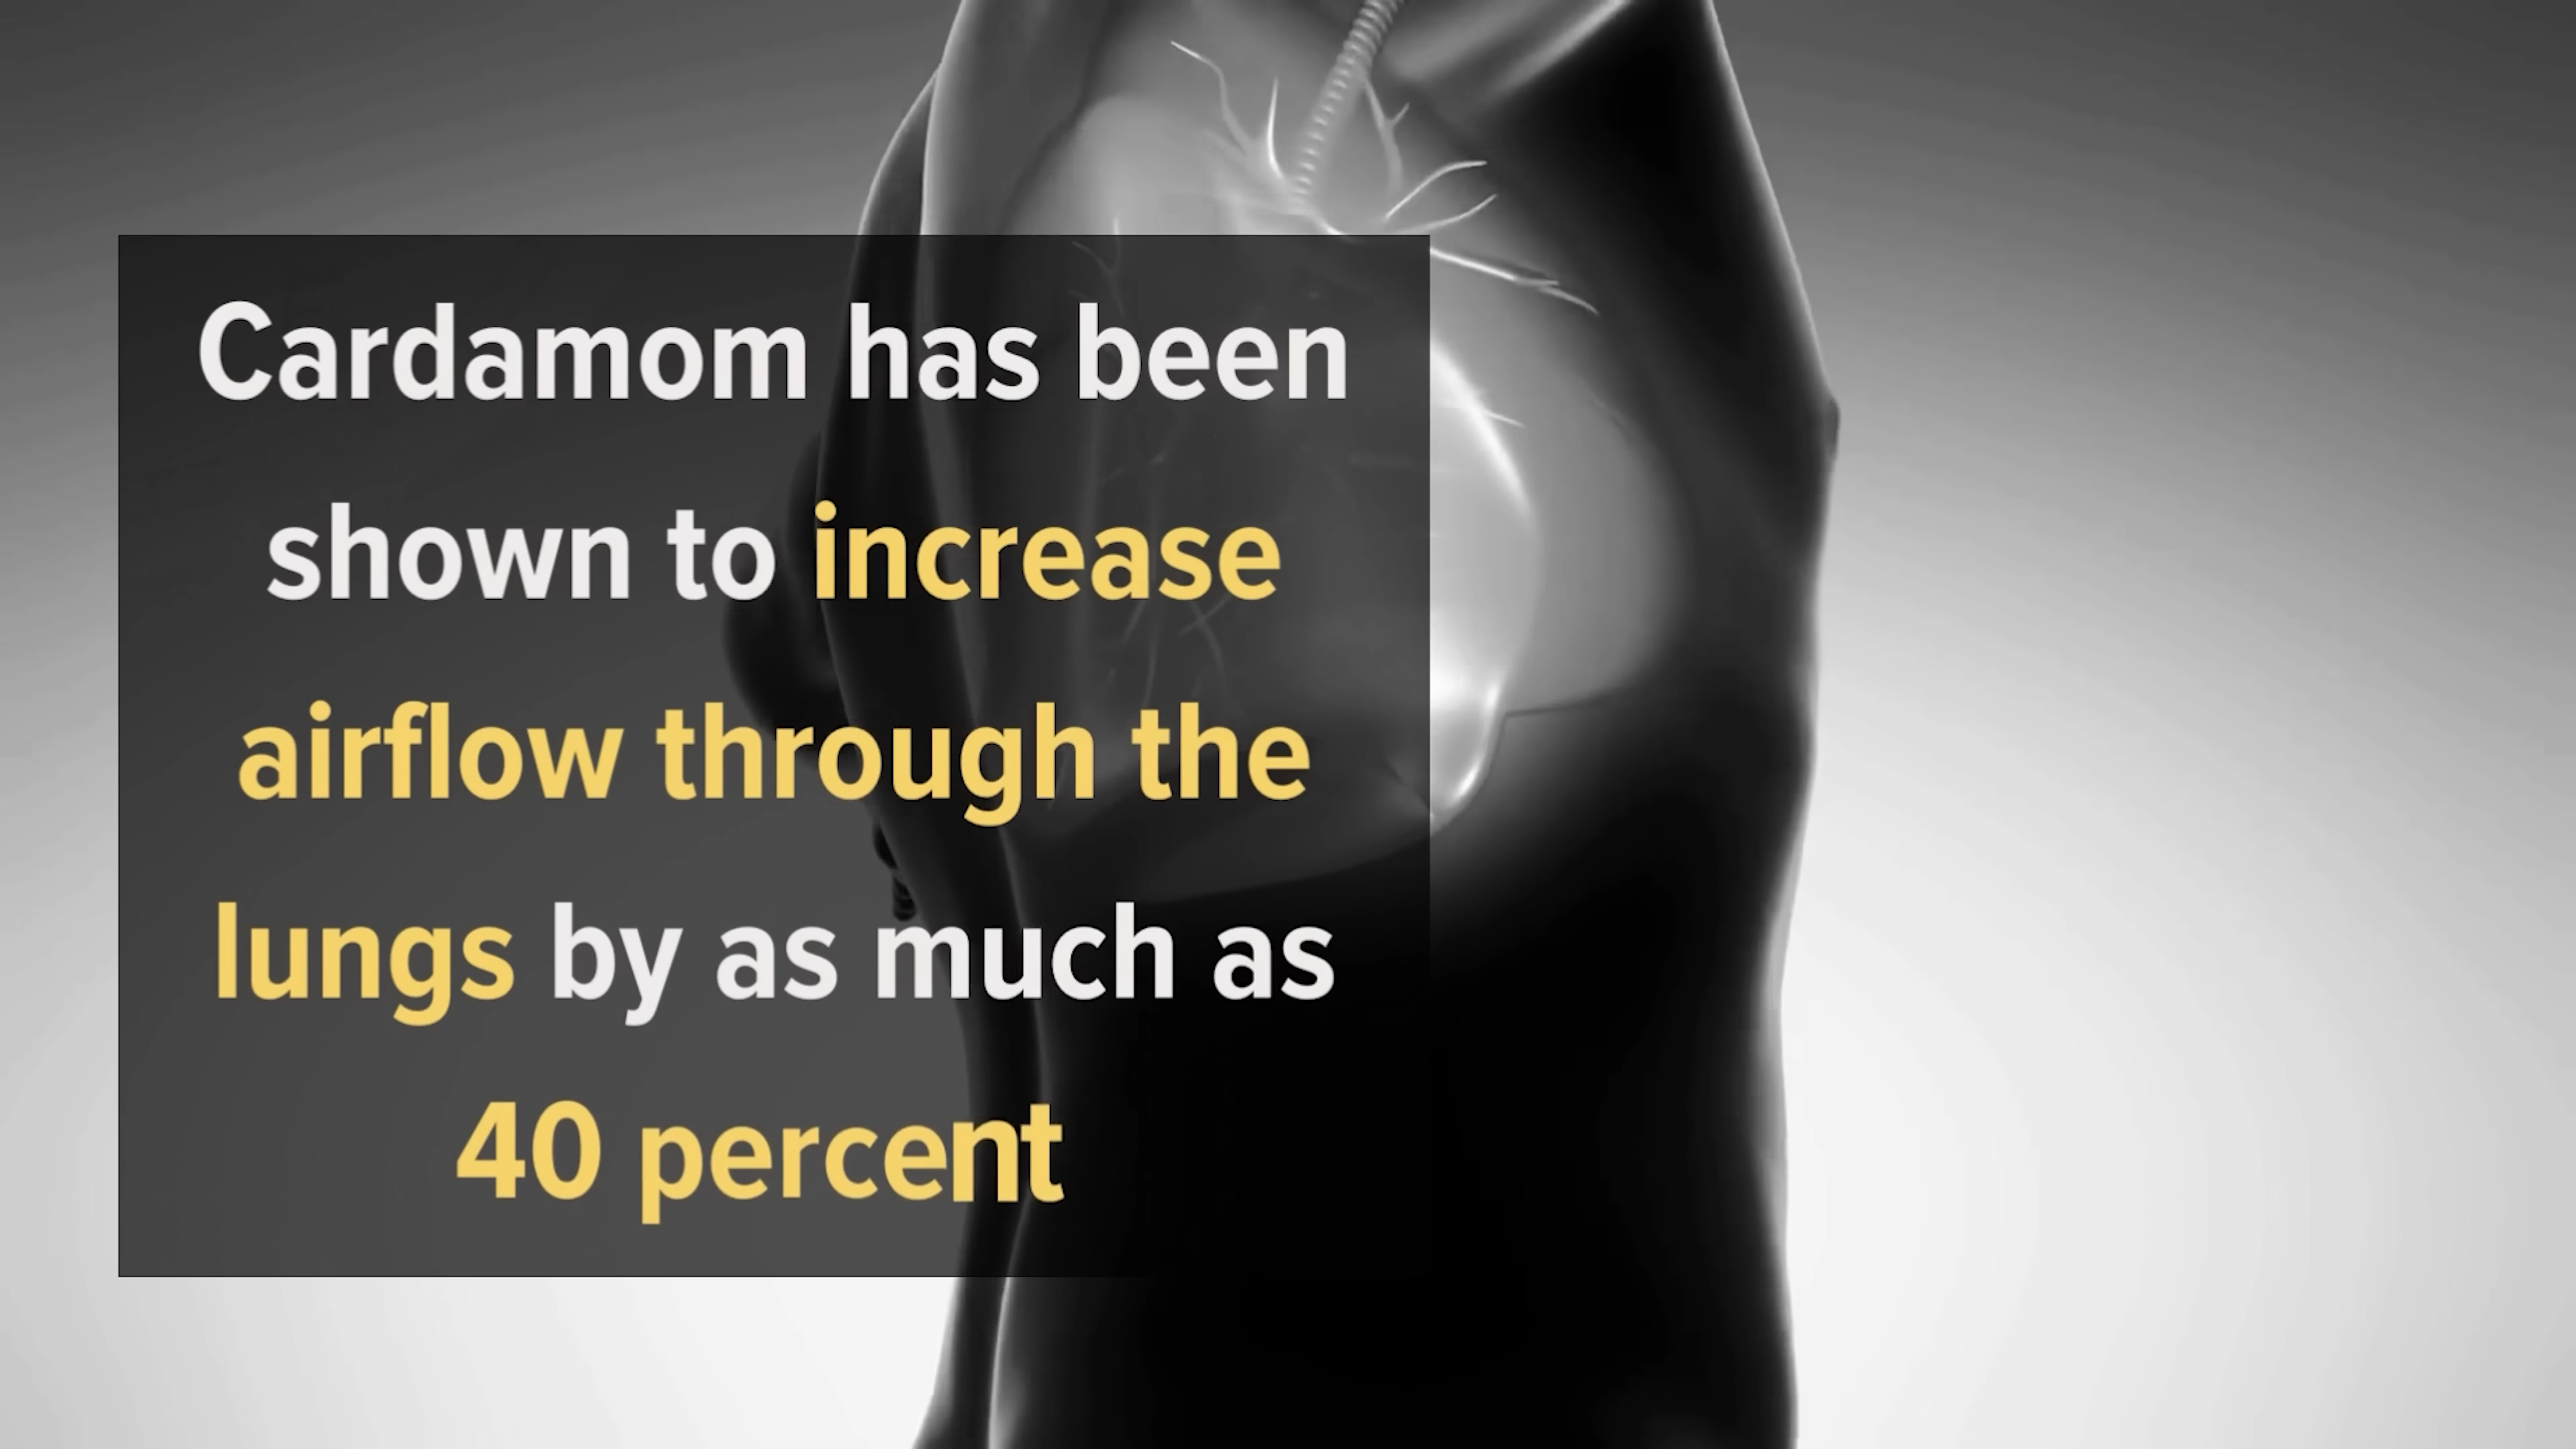 Cardamom has been
shown to increase
airflow through the
lungs by as much as
40 percent